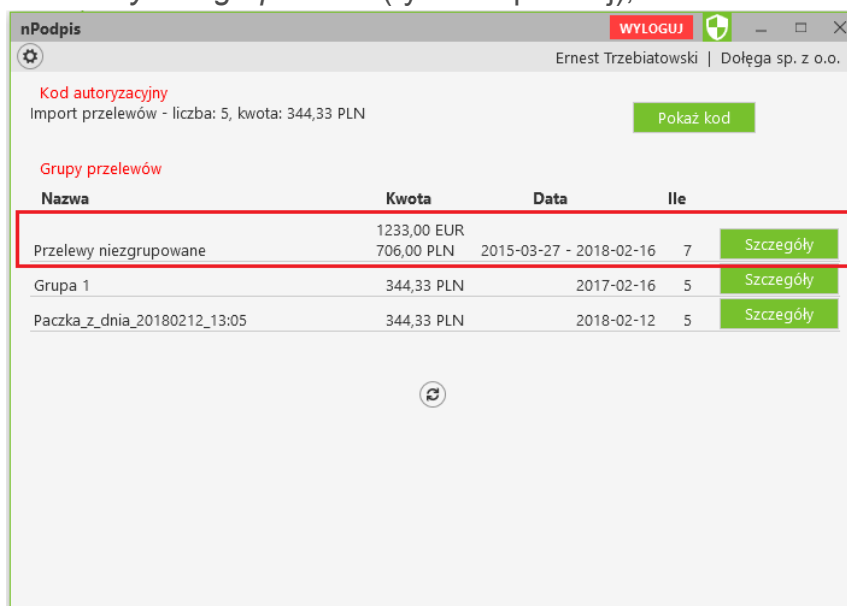 nPodpis WYLOGUJ
Ernest Trzebiatowski | Dołęga sp. z o.o.
Kod autoryzacyjny
Import przelewów - liczba: 5, kwota: 344,33 PLN Pokaż kod
Grupy przelewów
Nazwa Kwota Data Ile
1233,00 EUR
Przelewy niezgrupowane 706,00 PLN 2015-03-27 - 2018-02-16 7 Szczegóły
Grupa 1 344,33 PLN 2017-02-16 5 Szczegóły
Paczka_z_dnia_20180212_13:05 344,33 PLN 2018-02-12 5 Szczegóły